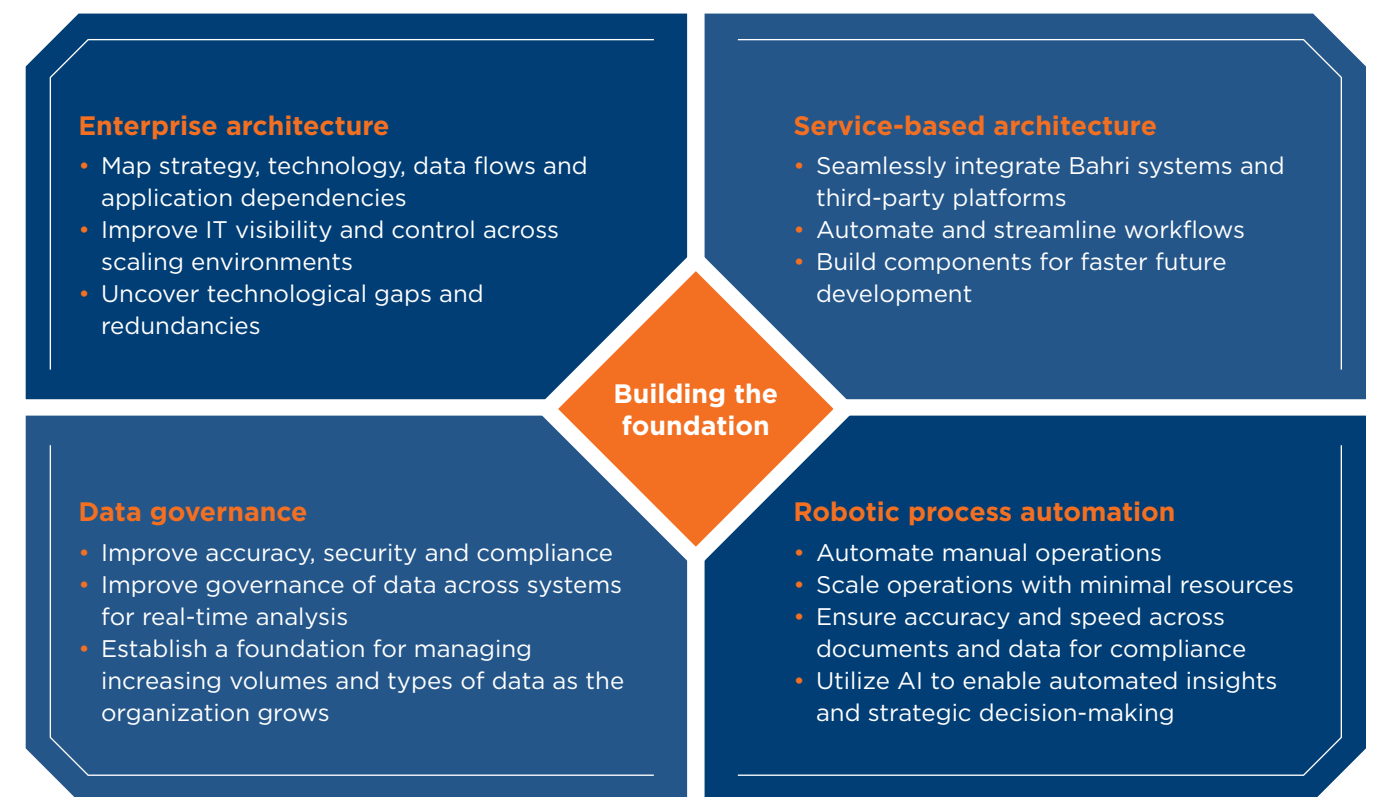 Enterprise architecture
• Map strategy, technology, data flows and
application dependencies
• Improve IT visibility and control across
scaling environments
• Uncover technological gaps and
redundancies
Service-based architecture
• Seamlessly integrate Bahri systems and
third-party platforms
• Automate and streamline workflows
• Build components for faster future
development
Building the
foundation
Data governance
• Improve accuracy, security and compliance
• Improve governance of data across systems
for real-time analysis
• Establish a foundation for managing
increasing volumes and types of data as the
organization grows
Robotic process automation
• Automate manual operations
• Scale operations with minimal resources
• Ensure accuracy and speed across
documents and data for compliance
• Utilize AI to enable automated insights
and strategic decision-making